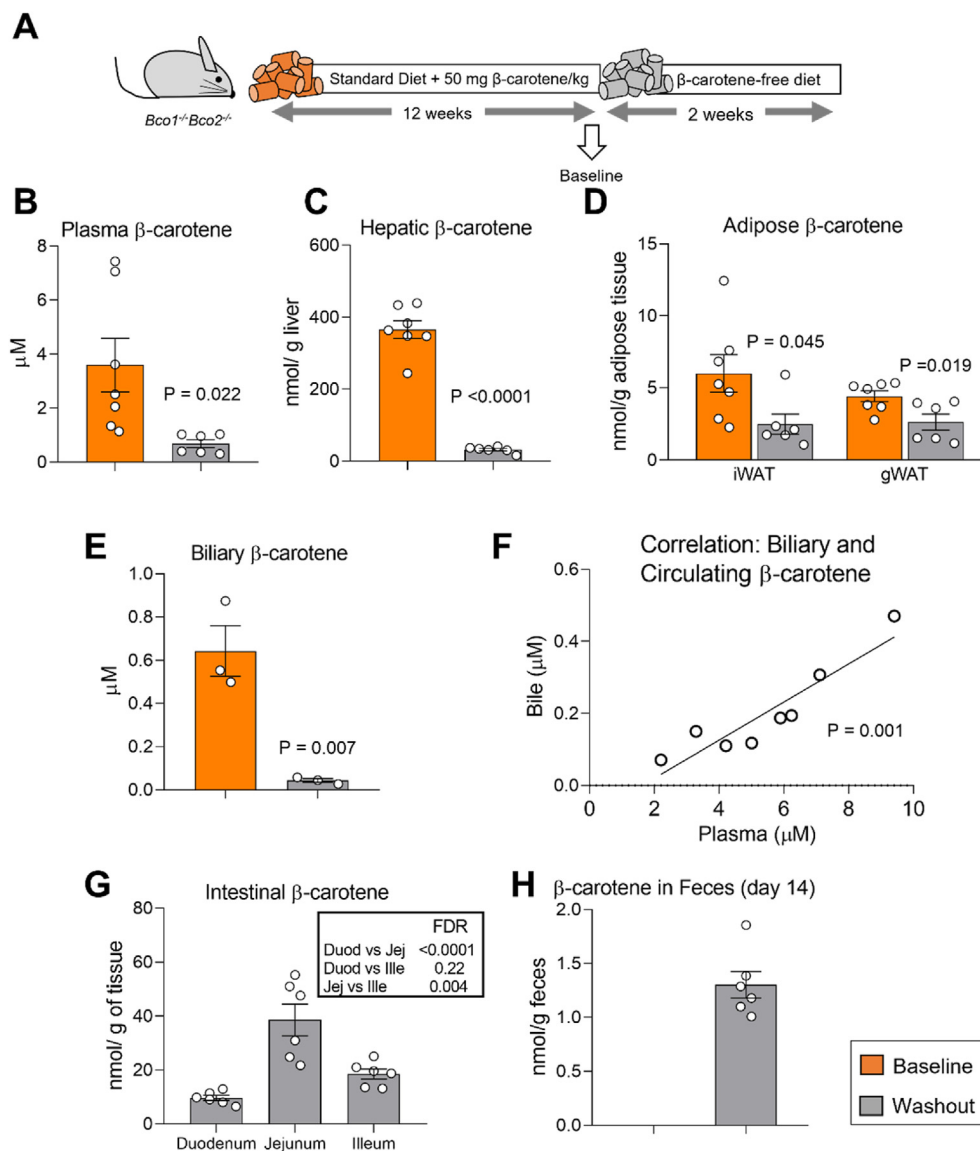 A
Standard Diet + 50 mg β-carotene/kg
β-carotene-free diet
Bco1-/-Bco2-/-
12 weeks
2 weeks
Baseline
B
Plasma β-carotene
μM
8
6
4
2
0
P = 0.022
C
Hepatic β-carotene
nmol/ g liver
600
400
200
0
P <0.0001
D
Adipose β-carotene
nmol/g adipose tissue
15
10
5
0
P = 0.045
P =0.019
iWAT
gWAT
E
Biliary β-carotene
μM
1.0
0.8
0.6
0.4
0.2
0.0
P = 0.007
F
Correlation: Biliary and
Circulating β-carotene
Bile (μM)
0.6
0.4
0.2
0.0
P = 0.001
0 2 4 6 8 10
Plasma (μM)
G
Intestinal β-carotene
nmol/ g of tissue
80
60
40
20
0
FDR
Duod vs Jej <0.0001
Duod vs Ille 0.22
Jej vs Ille 0.004
Duodenum Jejunum Illeum
H
β-carotene in Feces (day 14)
nmol/g feces
2.0
1.5
1.0
0.5
0.0
Baseline
Washout